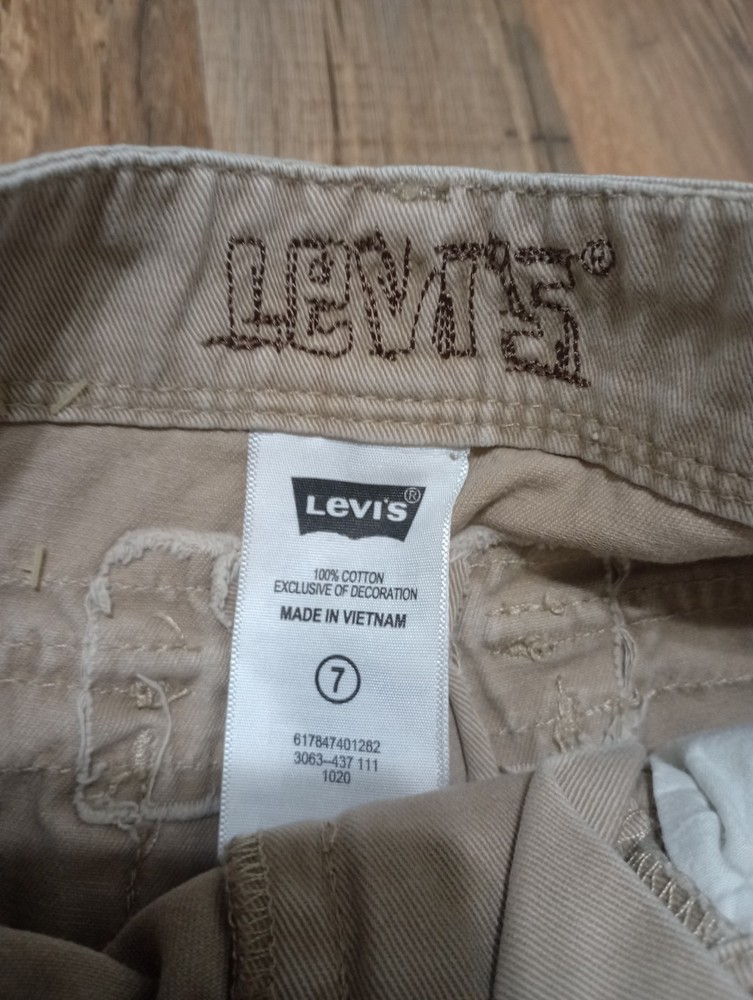 LEVI'S®
LEVI'S®
100% COTTON
EXCLUSIVE OF DECORATION
MADE IN VIETNAM
7
617847401282
3063–437 111
1020